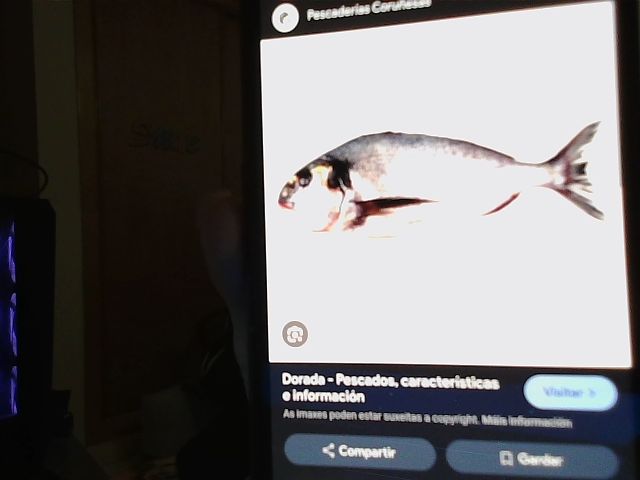 Pescaderías Coruñesas
Dorada - Pescados, características
e información
Visitar >
As imaxes poden estar suxeitas a copyright. Máis información
Compartir
Gardar